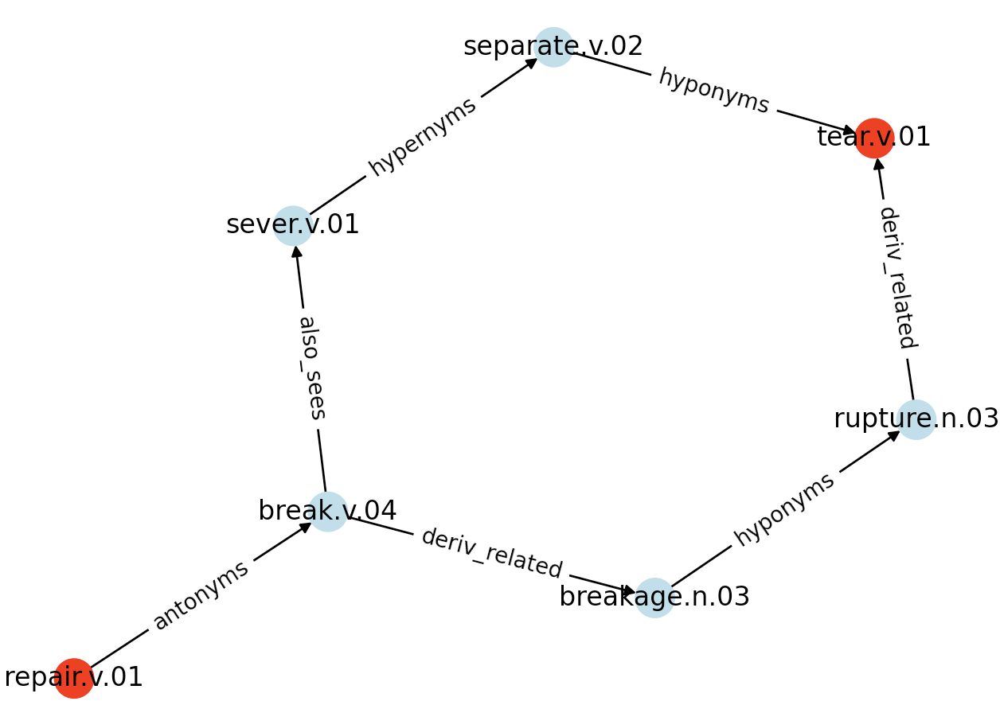 separate.v.02
hyponyms
hypernyms
tear.v.01
sever.v.01
deriv_related
also_sees
rupture.n.03
hyponyms
break.v.04
deriv_related
antonyms
breakage.n.03
repair.v.01